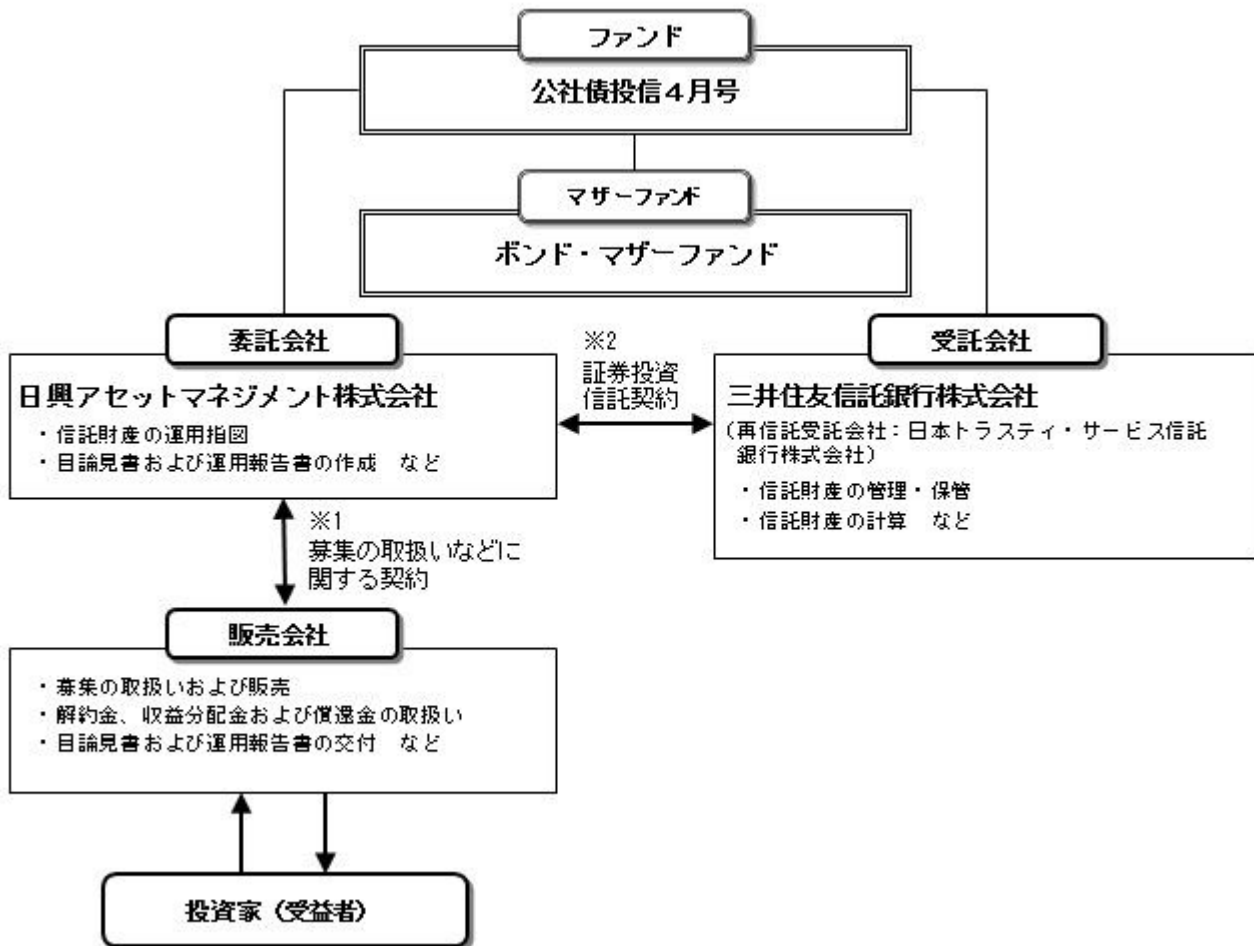 ファンド
公社債投信４月号
マザーファンド
ボンド・マザーファンド
委託会社
日興アセットマネジメント株式会社
・信託財産の運用指図
・目論見書および運用報告書の作成　など
※2
証券投資
信託契約
受託会社
三井住友信託銀行株式会社
（再信託受託会社：日本トラスティ・サービス信託
銀行株式会社）
・信託財産の管理・保管
・信託財産の計算　など
※1
募集の取扱いなどに
関する契約
販売会社
・募集の取扱いおよび販売
・解約金、収益分配金および償還金の取扱い
・目論見書および運用報告書の交付　など
投資家（受益者）